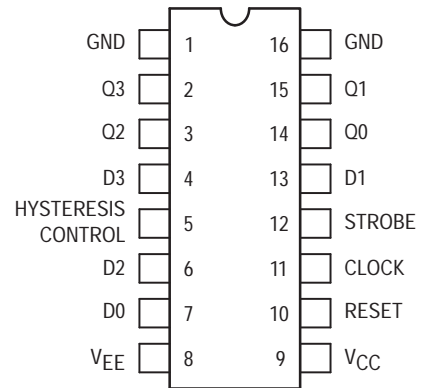 GND 1 16 GND
Q3 2 15 Q1
Q2 3 14 Q0
D3 4 13 D1
HYSTERESIS
CONTROL 5 12 STROBE
D2 6 11 CLOCK
D0 7 10 RESET
VEE 8 9 VCC